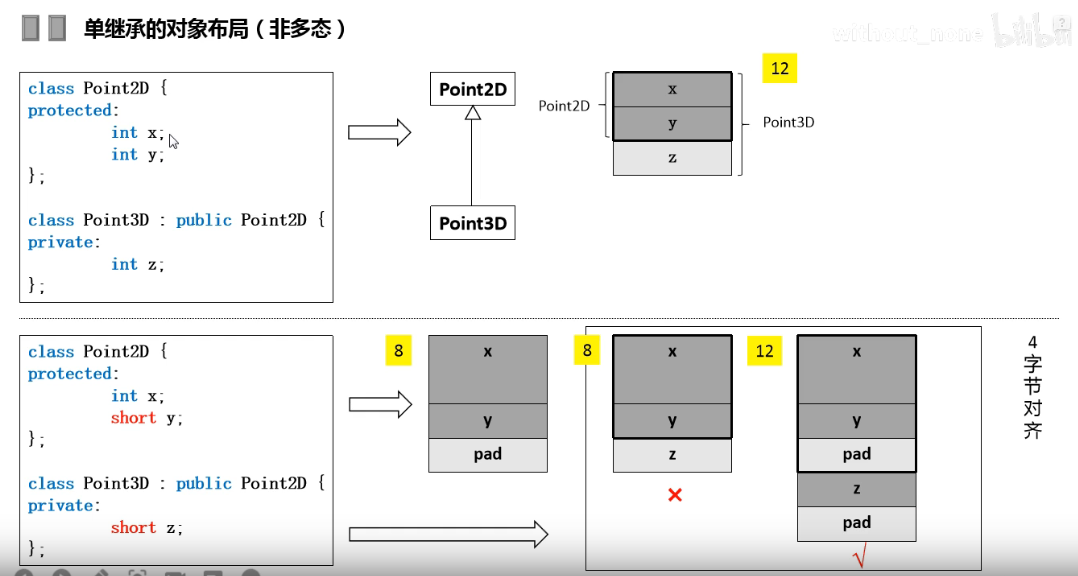 单继承的对象布局（非多态）
without_none
bilibili
class Point2D {
protected:
int x;
int y;
};
class Point3D : public Point2D {
private:
int z;
};
Point2D
Point3D
Point2D
x
y
z
12
Point3D
class Point2D {
protected:
int x;
short y;
};
class Point3D : public Point2D {
private:
short z;
};
8
x
y
pad
8
x
y
z
×
12
x
y
pad
z
pad
√
4字节对齐